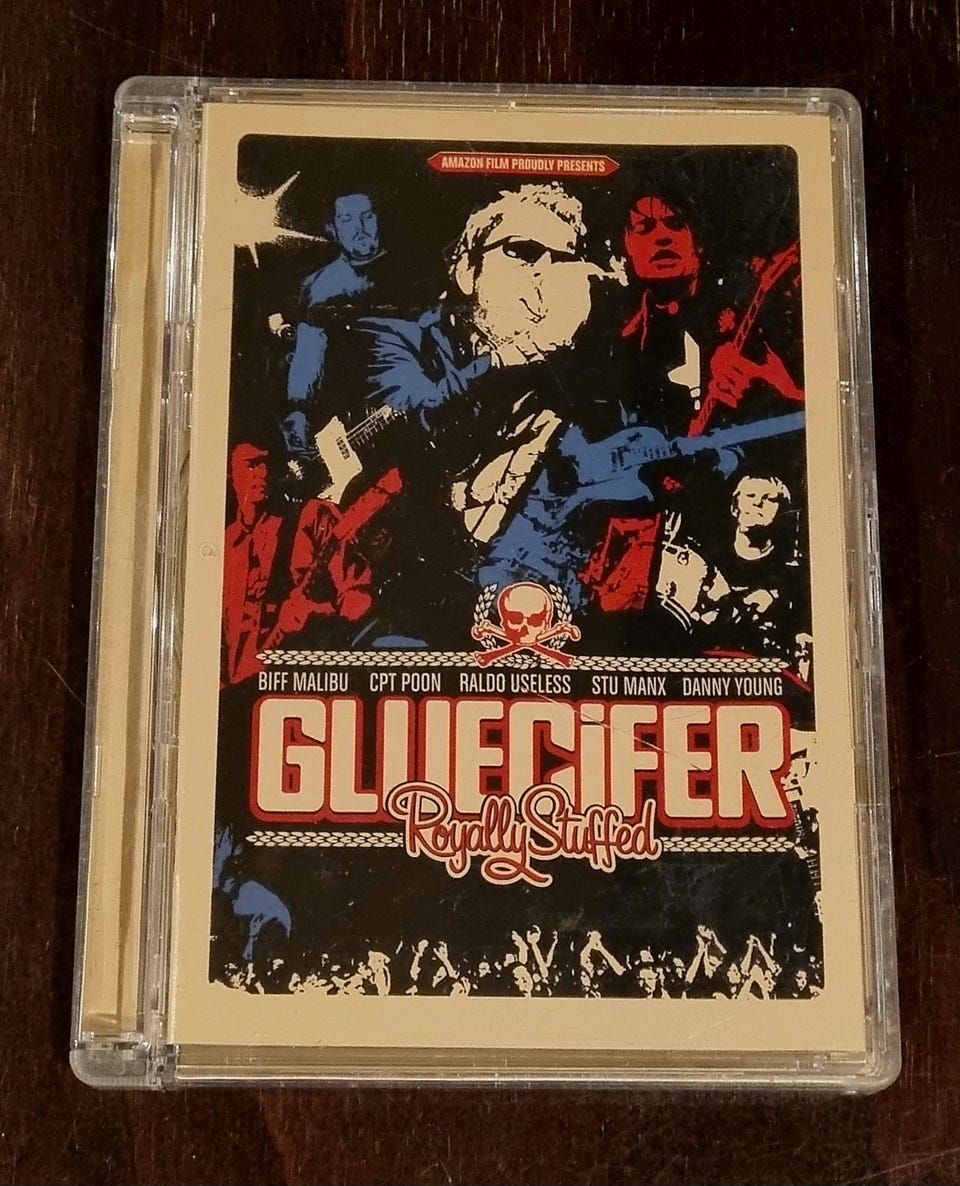 AMAZON FILM PROUDLY PRESENTS
BIFF MALIBU CPT POON RALDO USELESS STU MANX DANNY YOUNG
GLUECIFER
Royally Stuffed